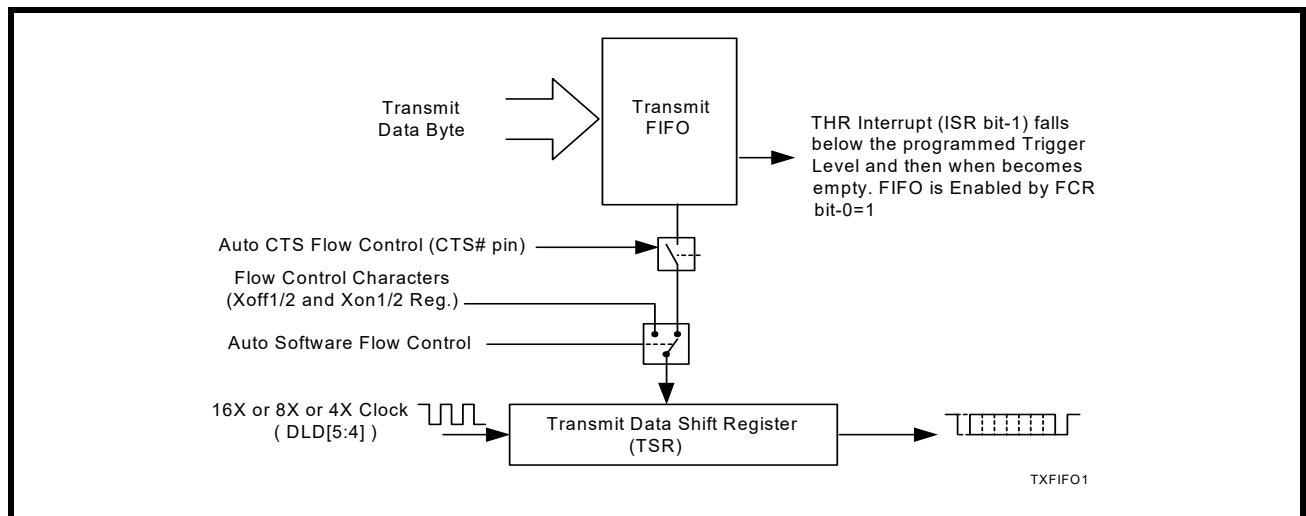 Transmit
Data Byte
Transmit
FIFO
THR Interrupt (ISR bit-1) falls
below the programmed Trigger
Level and then when becomes
empty. FIFO is Enabled by FCR
bit-0=1
Auto CTS Flow Control (CTS# pin)
Flow Control Characters
(Xoff1/2 and Xon1/2 Reg.)
Auto Software Flow Control
16X or 8X or 4X Clock
( DLD[5:4] )
Transmit Data Shift Register
(TSR)
TXFIFO1